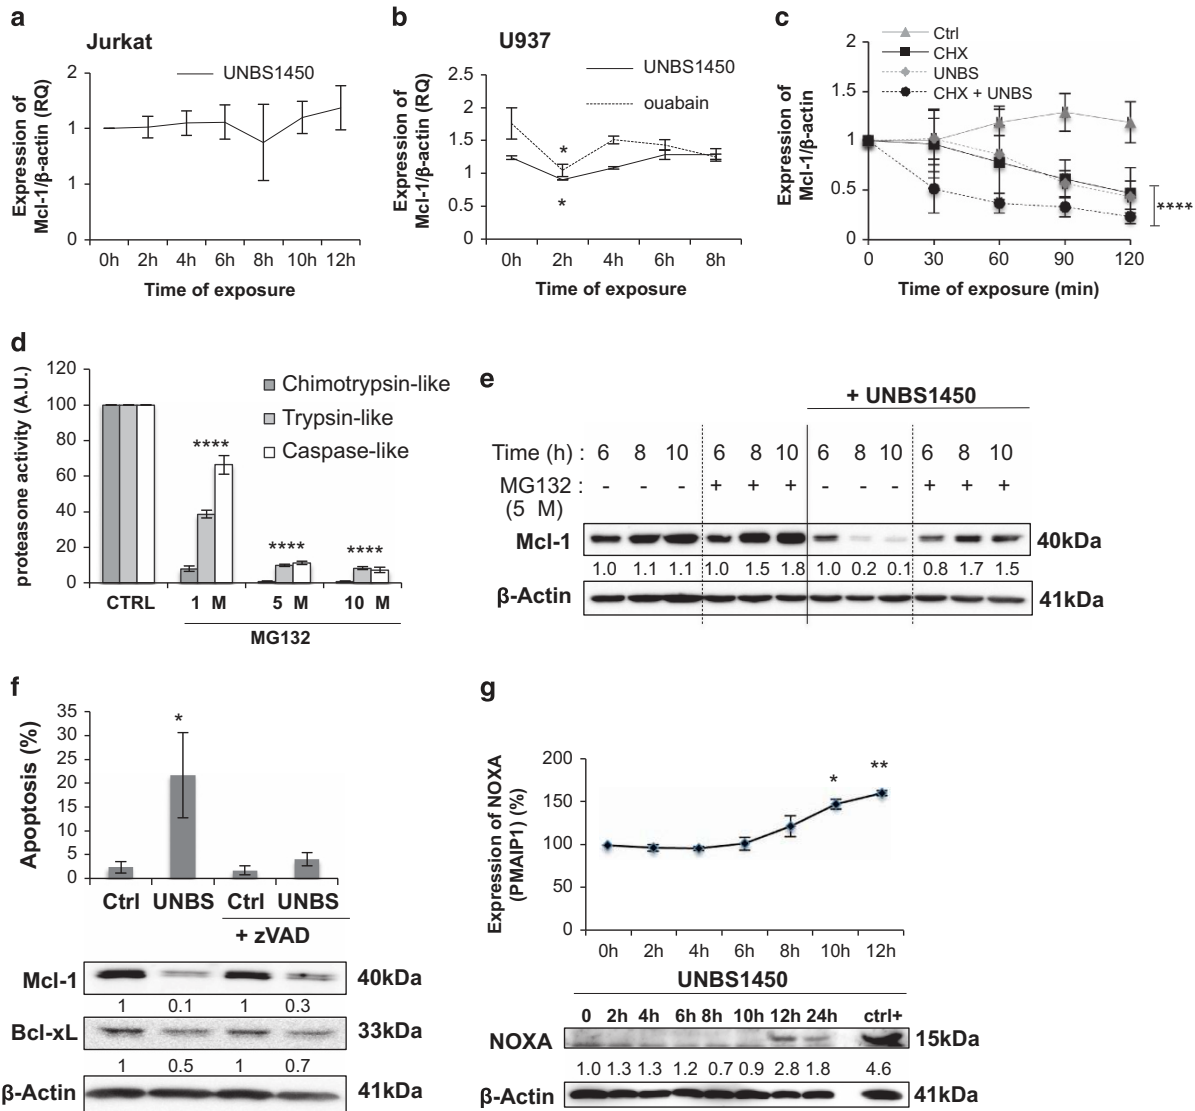 a
Jurkat
UNBS1450
Expression of
Mcl-1/β-actin (RQ)
2
1
1
0
0h 2h 4h 6h 8h 10h 12h
Time of exposure
b
U937
UNBS1450
ouabain
Expression of
Mcl-1/β-actin (RQ)
2.5
2
1.5
1
0.5
0
*
*
0h 2h 4h 6h 8h
Time of exposure
c
Ctrl
CHX
UNBS
CHX + UNBS
Expression of
Mcl-1/β-actin
2
1.5
1
0.5
0
****
0 30 60 90 120
Time of exposure (min)
d
proteasone activity (A.U.)
120
100
80
60
40
20
0
Chimotrypsin-like
Trypsin-like
Caspase-like
****
****
****
CTRL 1 M 5 M 10 M
MG132
e
+ UNBS1450
Time (h) : 6 8 10 6 8 10 6 8 10 6 8 10
MG132 : - - - + + + - - - + + +
(5 M)
Mcl-1 40kDa
1.0 1.1 1.1 1.0 1.5 1.8 1.0 0.2 0.1 0.8 1.7 1.5
β-Actin 41kDa
f
Apoptosis (%)
35
30
25
20
15
10
5
0
*
Ctrl UNBS Ctrl UNBS
+ zVAD
Mcl-1 40kDa
1 0.1 1 0.3
Bcl-xL 33kDa
1 0.5 1 0.7
β-Actin 41kDa
g
Expression of NOXA
(PMAIP1) (%)
200
150
100
50
0
* **
0h 2h 4h 6h 8h 10h 12h
UNBS1450
0 2h 4h 6h 8h 10h 12h 24h ctrl+
NOXA 15kDa
1.0 1.3 1.3 1.2 0.7 0.9 2.8 1.8 4.6
β-Actin 41kDa